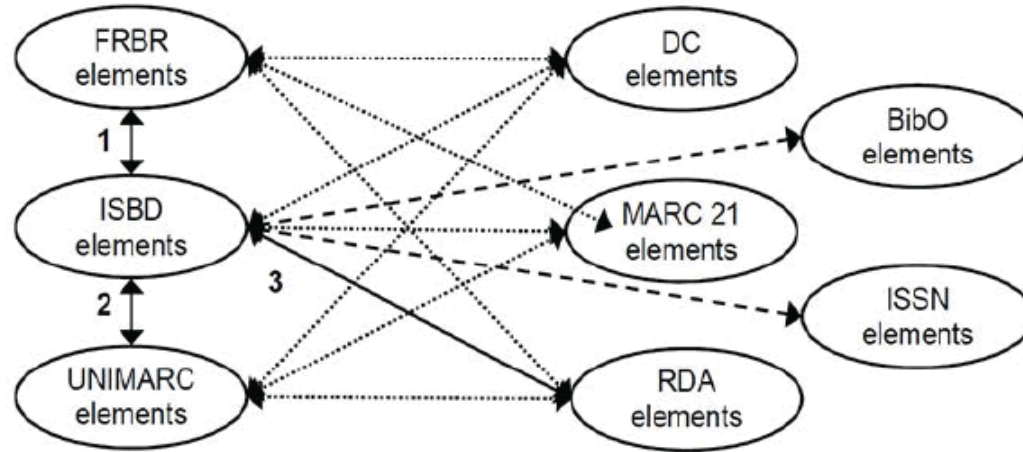 FRBR
elements
DC
elements
BibO
elements
1
ISBD
elements
MARC 21
elements
3
2
ISSN
elements
UNIMARC
elements
RDA
elements